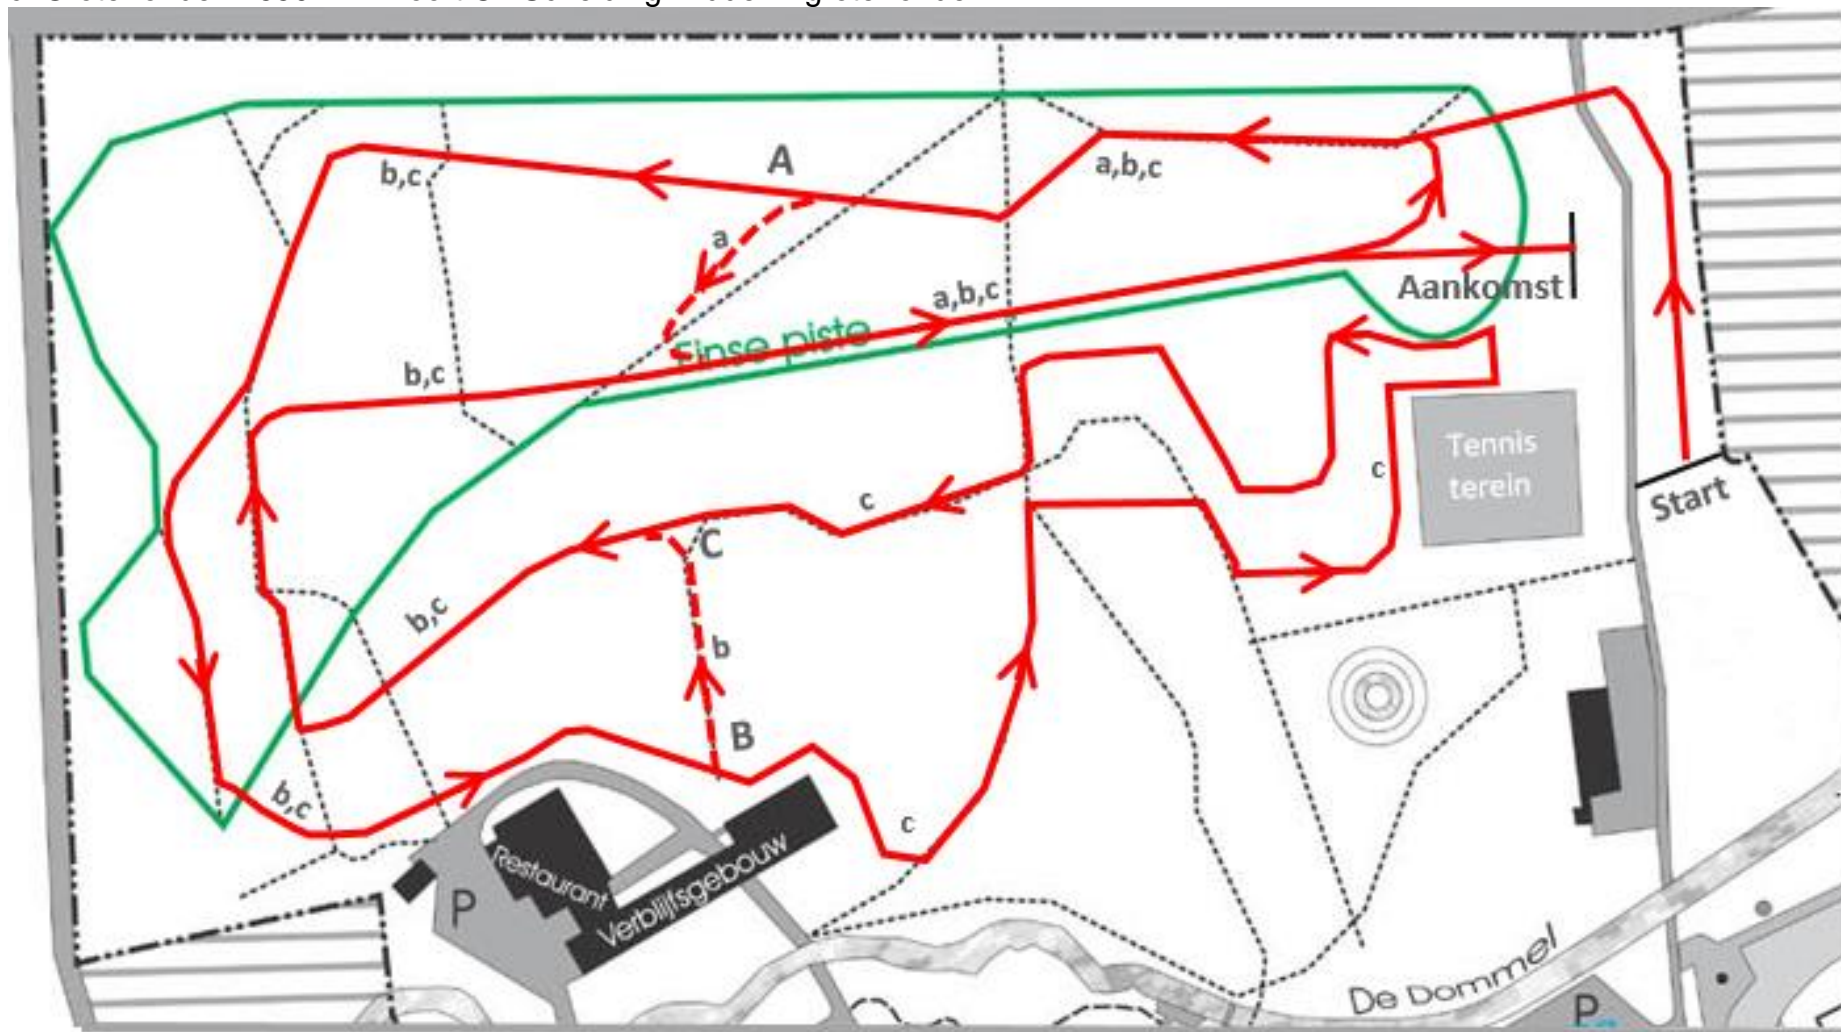 A
b,c
a,b,c
a
a,b,c
Aankomst
Finse piste
b,c
Tennis
terein
c
Start
c
C
b,c
b
B
b,c
c
Restaurant
Verblijfsgebouw
P
De Dommel
P